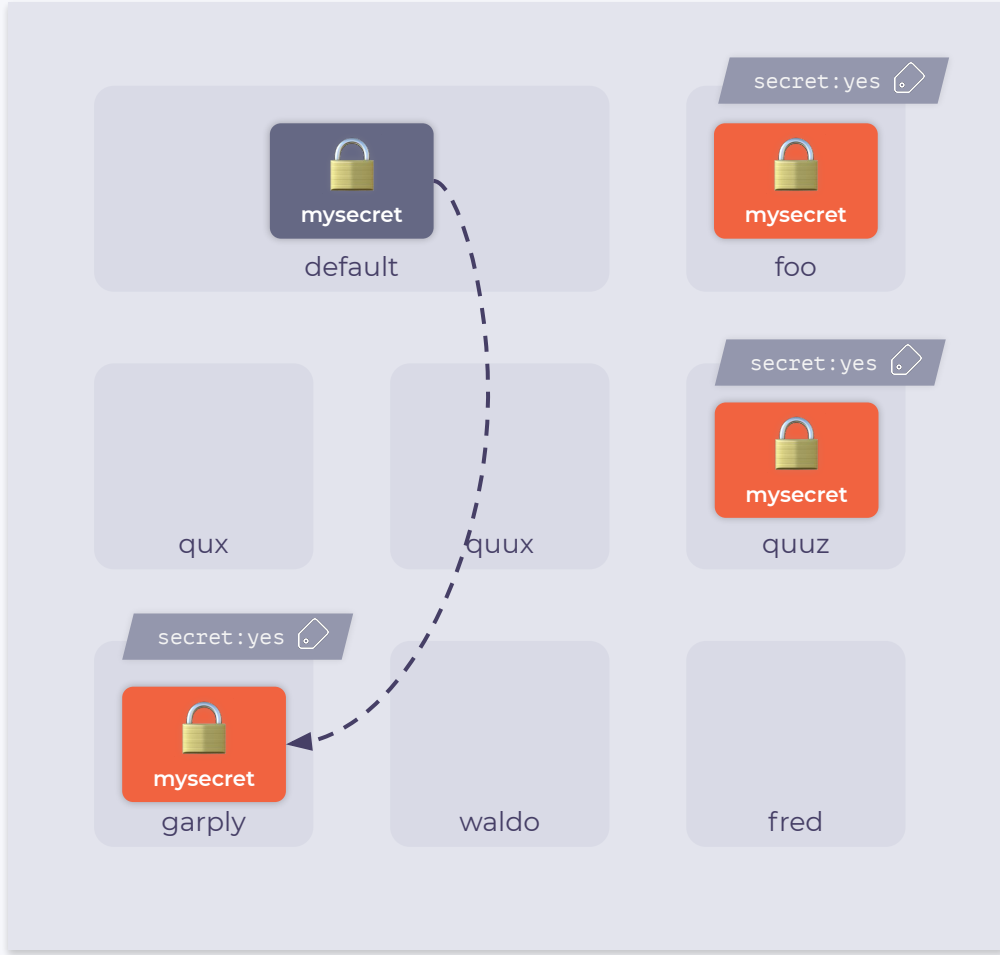 secret:yes
mysecret
mysecret
default
foo
secret:yes
mysecret
qux
quux
quuz
secret:yes
mysecret
garply
waldo
fred